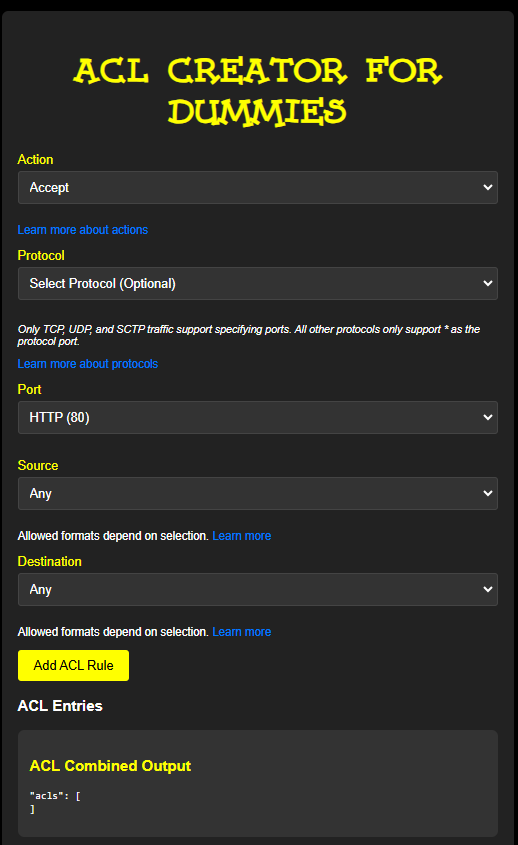 ACL CREATOR FOR
DUMMIES
Action
Accept
Learn more about actions
Protocol
Select Protocol (Optional)
Only TCP, UDP, and SCTP traffic support specifying ports. All other protocols only support * as the
protocol port.
Learn more about protocols
Port
HTTP (80)
Source
Any
Allowed formats depend on selection. Learn more
Destination
Any
Allowed formats depend on selection. Learn more
Add ACL Rule
ACL Entries
ACL Combined Output
"acls": [
]